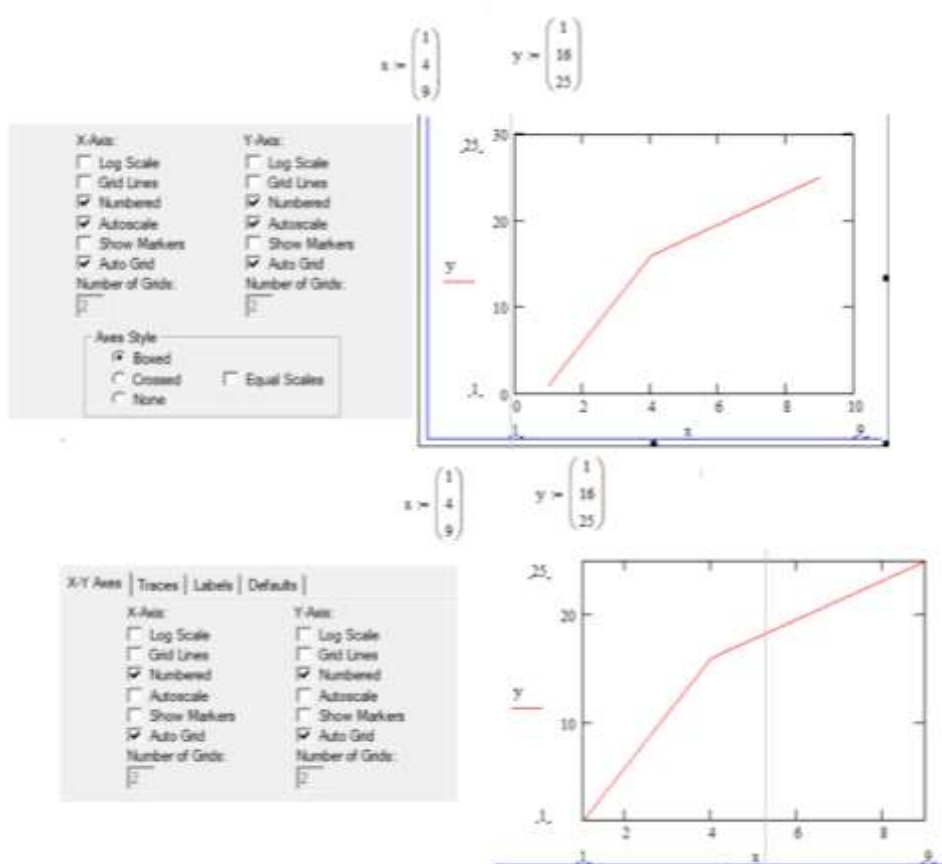 x := (1 4 9) y := (1 16 25)
X-Axis: Y-Axis:
Log Scale Log Scale
Grid Lines Grid Lines
Numbered Numbered
Autoscale Autoscale
Show Markers Show Markers
Auto Grid Auto Grid
Number of Grids: Number of Grids:
2 2
Axes Style
Boxed
Crossed Equal Scales
None
30
25
20
y
10
1
0
0 2 4 6 8 10
1 x 9
x := (1 4 9) y := (1 16 25)
X-Y Axes Traces Labels Defaults
X-Axis: Y-Axis:
Log Scale Log Scale
Grid Lines Grid Lines
Numbered Numbered
Autoscale Autoscale
Show Markers Show Markers
Auto Grid Auto Grid
Number of Grids: Number of Grids:
2 2
25
20
y
10
1
2 4 6 8
1 x 9